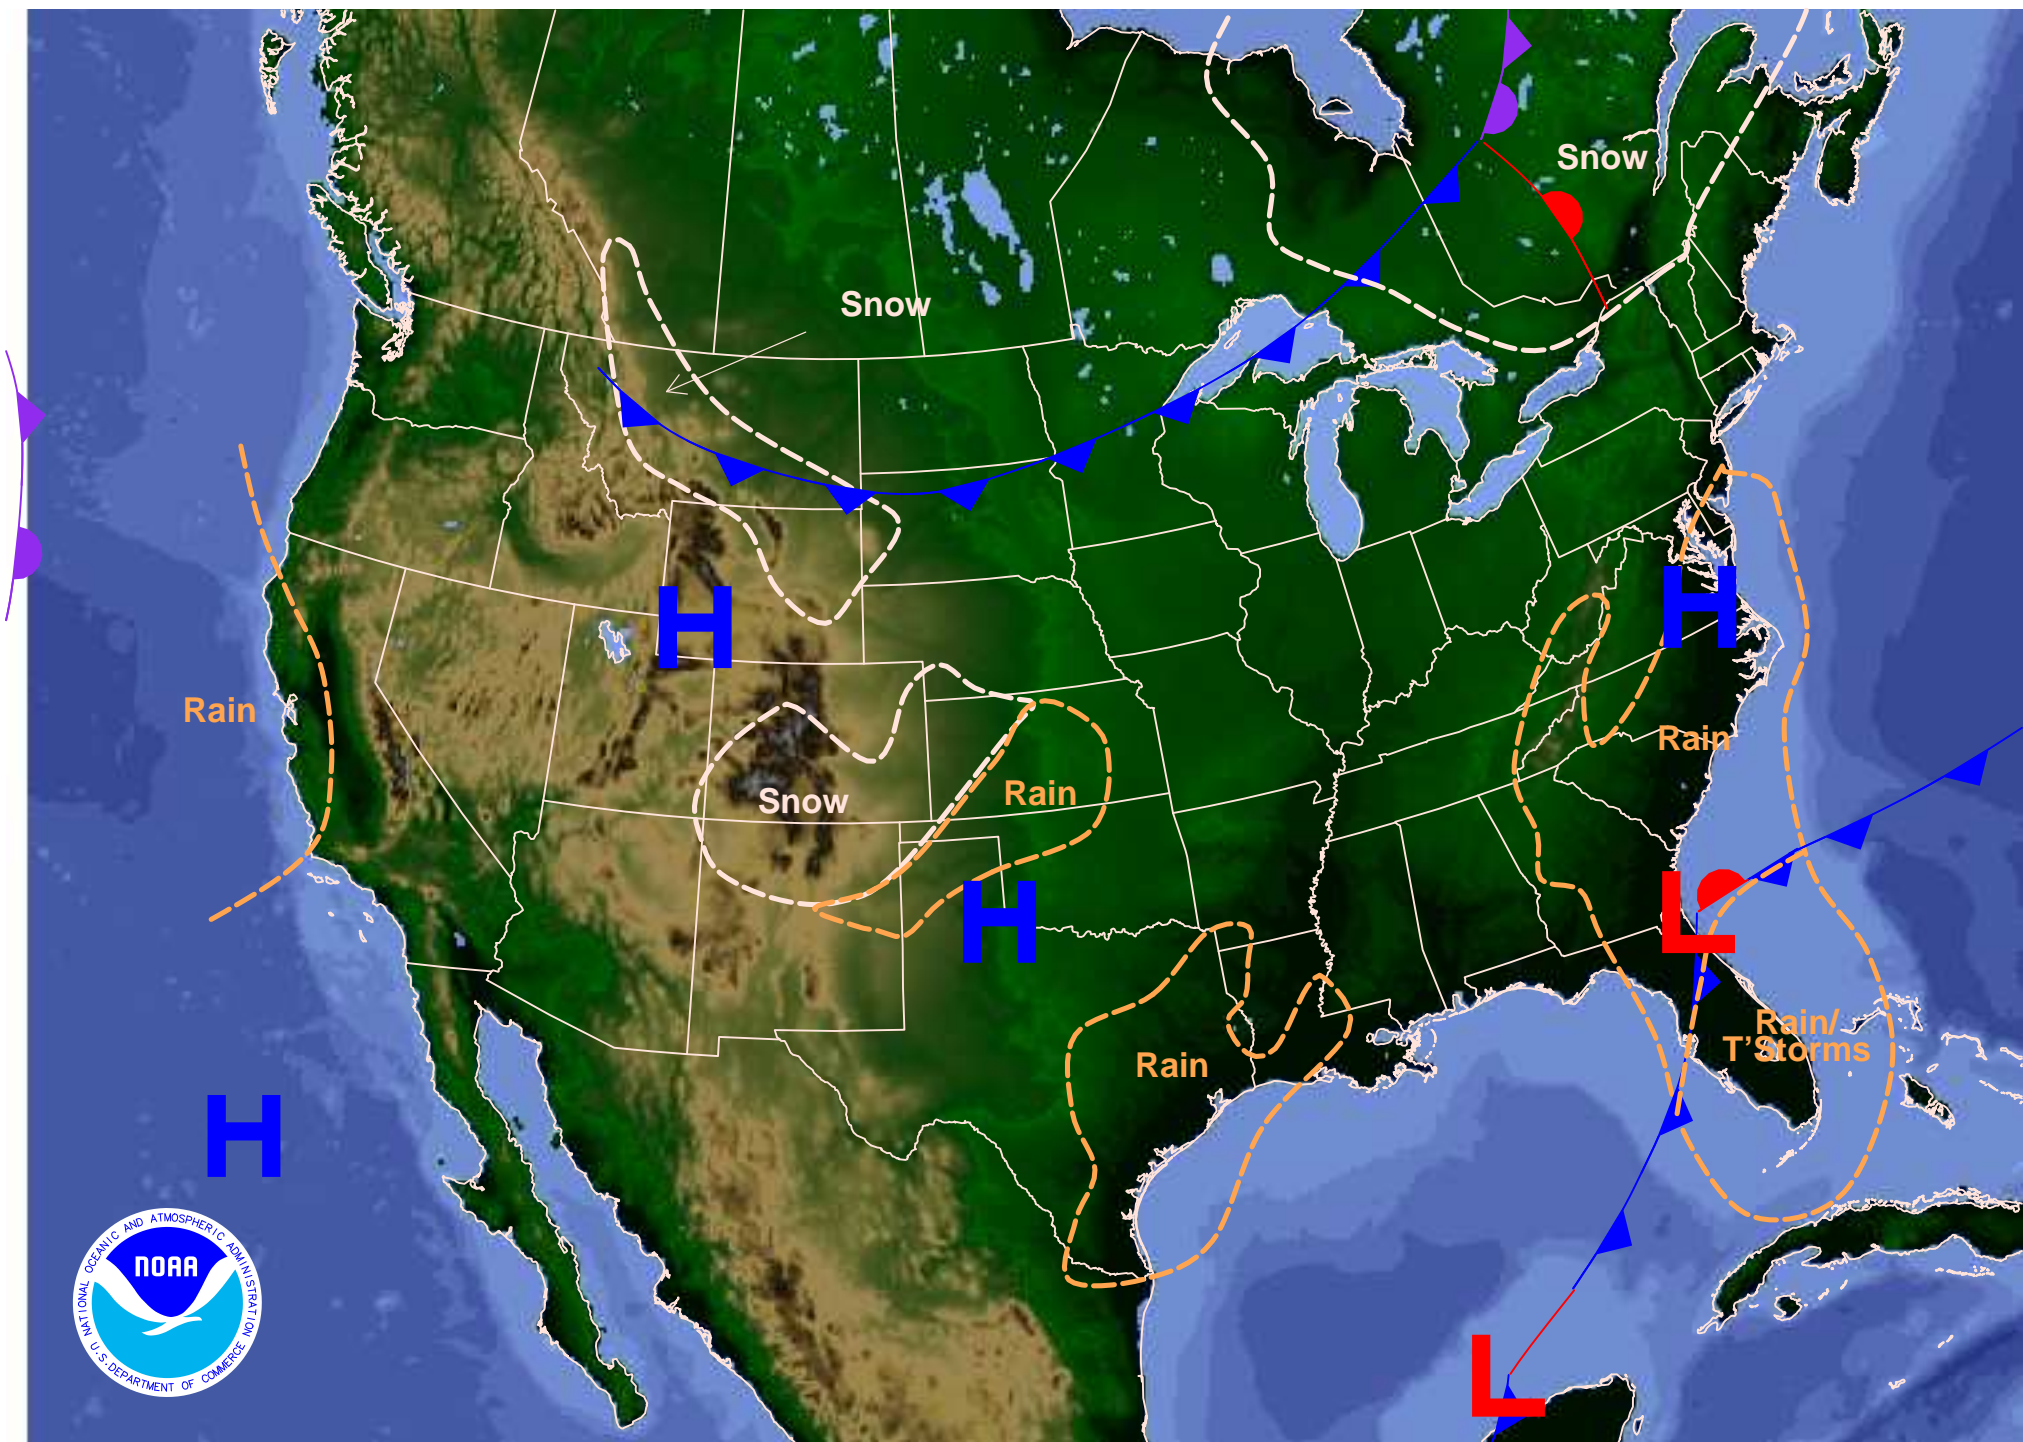 Snow
Snow
Rain
Snow
Rain
Rain
Rain
Rain/
T'Storms
H
H
H
H
L
L
NOAA
NATIONAL OCEANIC AND ATMOSPHERIC ADMINISTRATION
U.S. DEPARTMENT OF COMMERCE